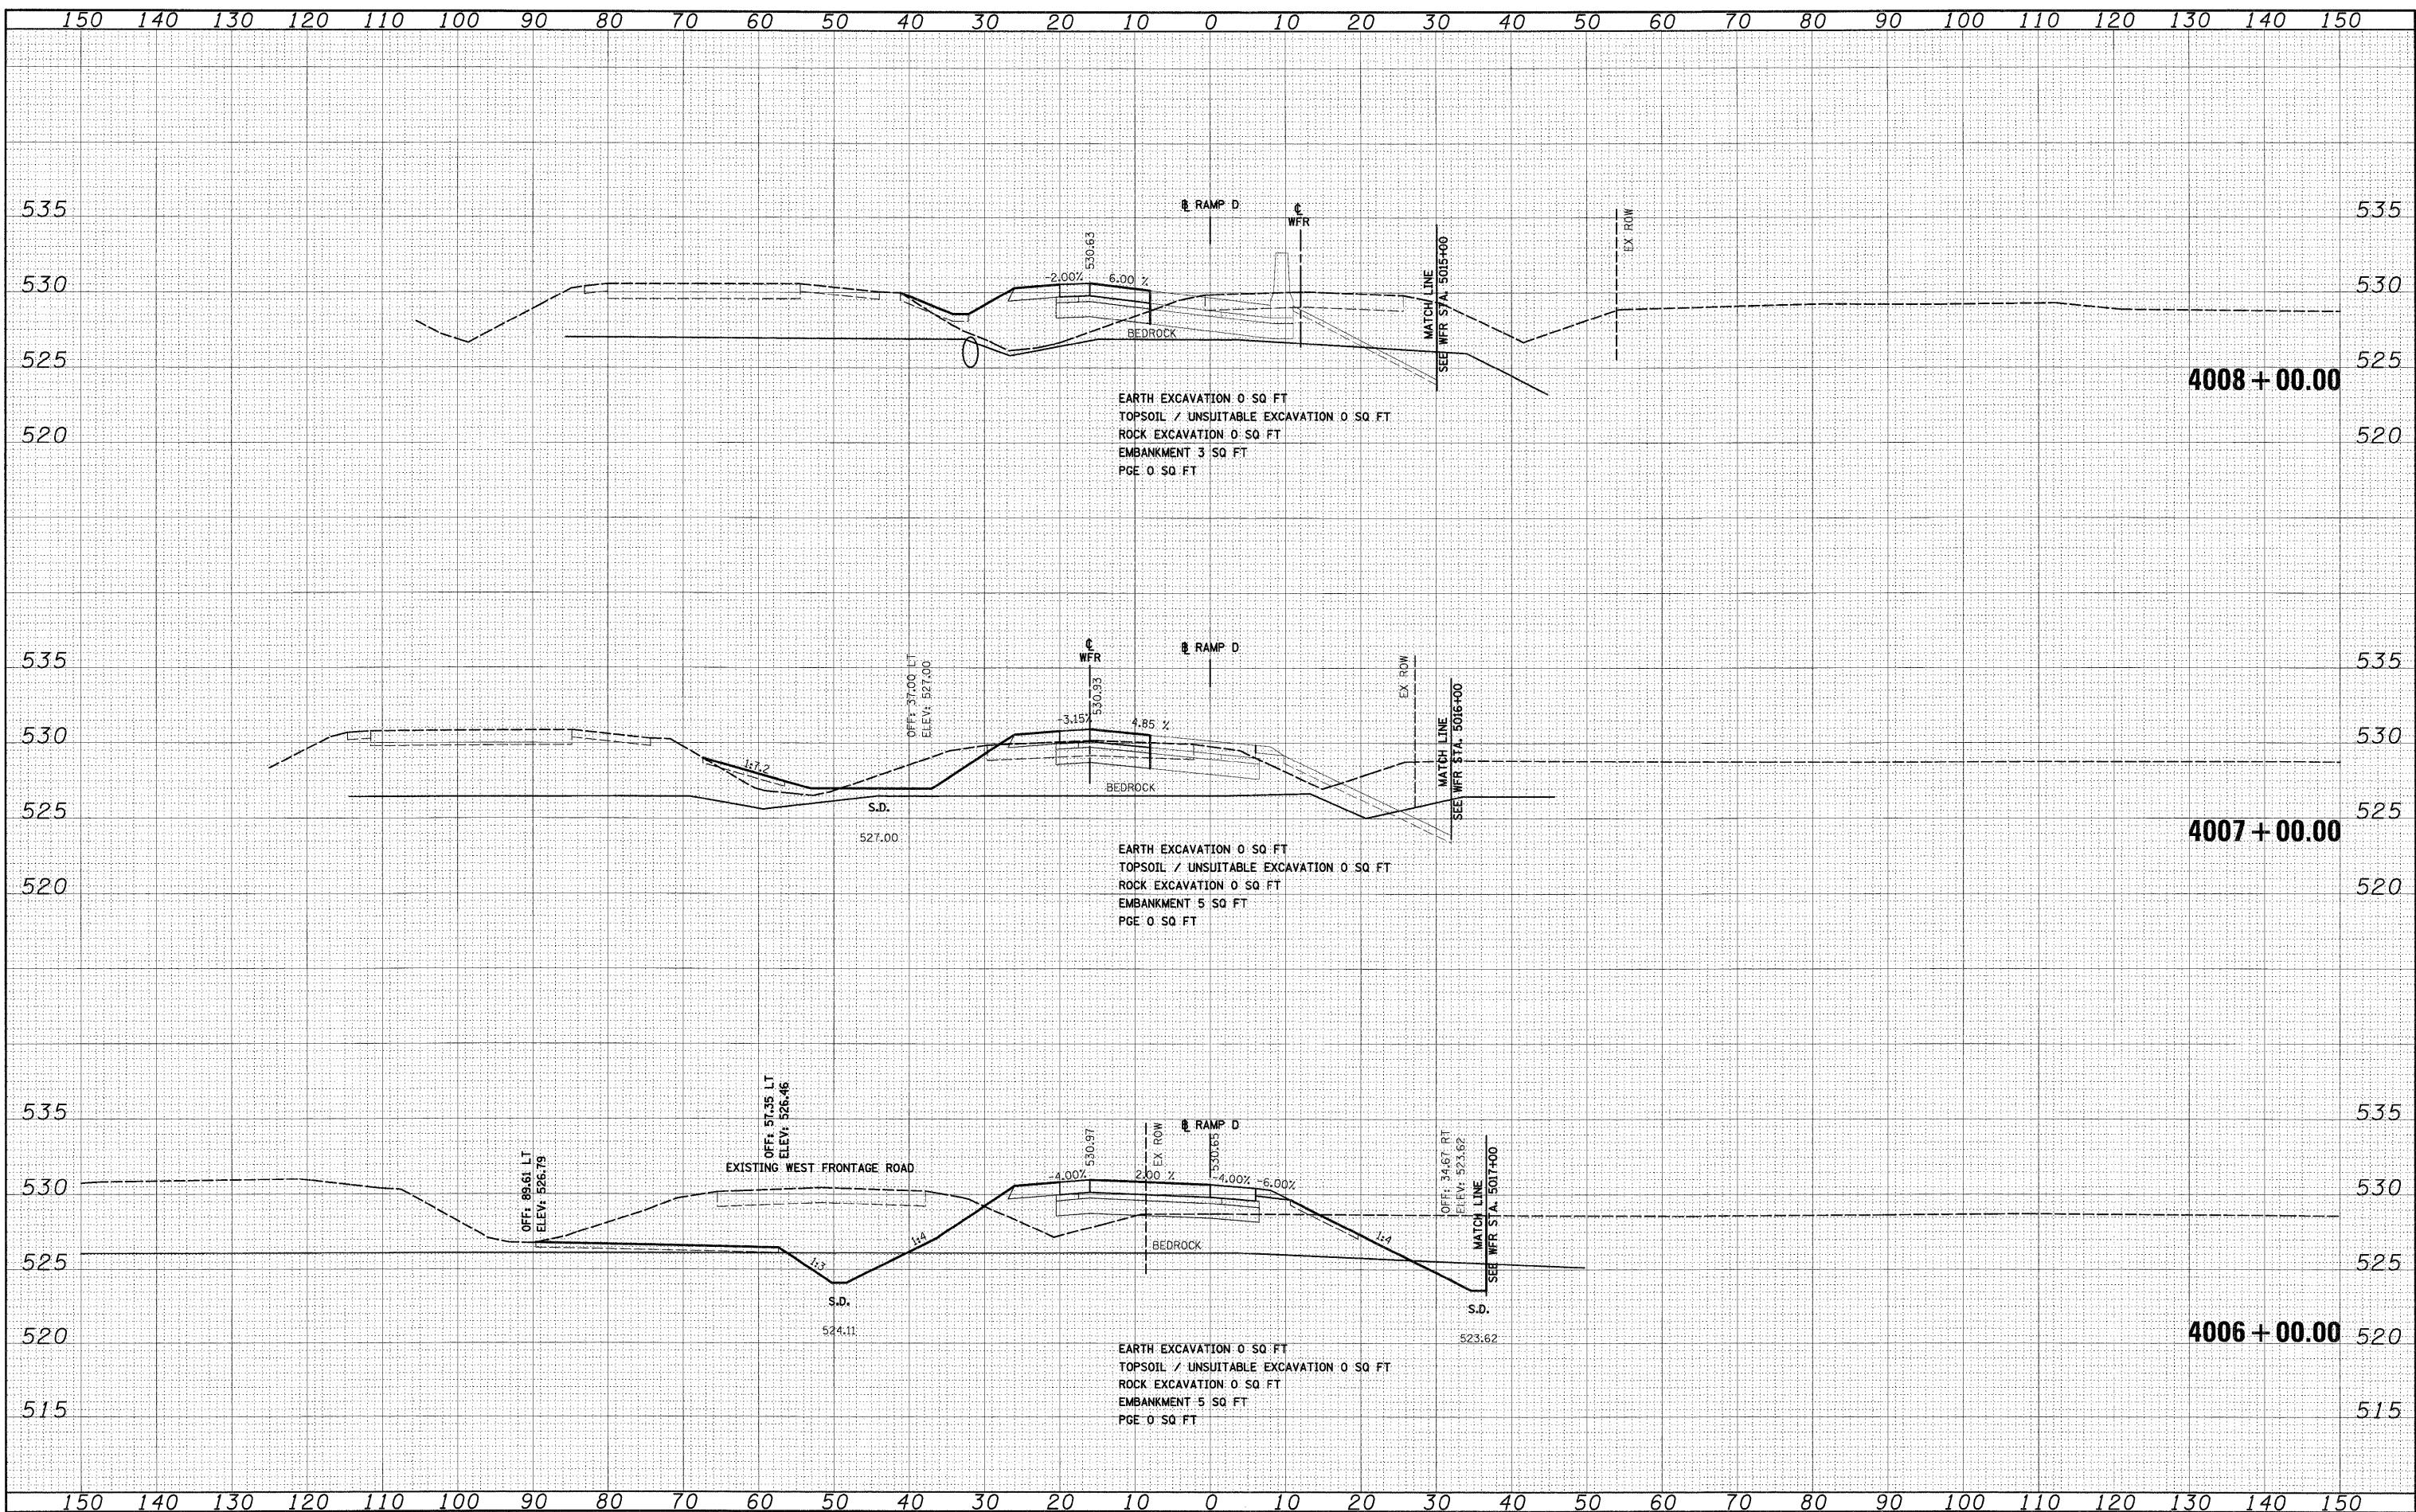 150 140 130 120 110 100 90 80 70 60 50 40 30 20 10 0 10 20 30 40 50 60 70 80 90 100 110 120 130 140 150
℄ RAMP D
℄
WFR
535
535
EX ROW
530.63
MATCH LINE
SEE WFR STA. 5015+00
-2.00%
6.00 %
530
530
BEDROCK
525
525
4008+00.00
EARTH EXCAVATION 0 SQ FT
TOPSOIL / UNSUITABLE EXCAVATION 0 SQ FT
ROCK EXCAVATION 0 SQ FT
EMBANKMENT 3 SQ FT
PGE 0 SQ FT
520
520
℄
WFR
℄ RAMP D
535
535
OFF: 37.00 LT
ELEV: 527.00
530.93
EX ROW
MATCH LINE
SEE WFR STA. 5016+00
-3.15%
4.85 %
530
530
1:7.2
BEDROCK
S.D.
527.00
525
525
4007+00.00
EARTH EXCAVATION 0 SQ FT
TOPSOIL / UNSUITABLE EXCAVATION 0 SQ FT
ROCK EXCAVATION 0 SQ FT
EMBANKMENT 5 SQ FT
PGE 0 SQ FT
520
520
535
535
OFF: 57.35 LT
ELEV: 526.46
℄ RAMP D
OFF: 89.61 LT
ELEV: 526.79
EXISTING WEST FRONTAGE ROAD
530.97
EX ROW
530.65
OFF: 34.67 RT
ELEV: 523.62
MATCH LINE
SEE WFR STA. 5017+00
-4.00%
2.00 %
-4.00%
-6.00%
530
530
1:4
1:4
BEDROCK
1:3
525
525
S.D.
524.11
S.D.
523.62
520
520
4006+00.00
EARTH EXCAVATION 0 SQ FT
TOPSOIL / UNSUITABLE EXCAVATION 0 SQ FT
ROCK EXCAVATION 0 SQ FT
EMBANKMENT 5 SQ FT
PGE 0 SQ FT
515
515
150 140 130 120 110 100 90 80 70 60 50 40 30 20 10 0 10 20 30 40 50 60 70 80 90 100 110 120 130 140 150